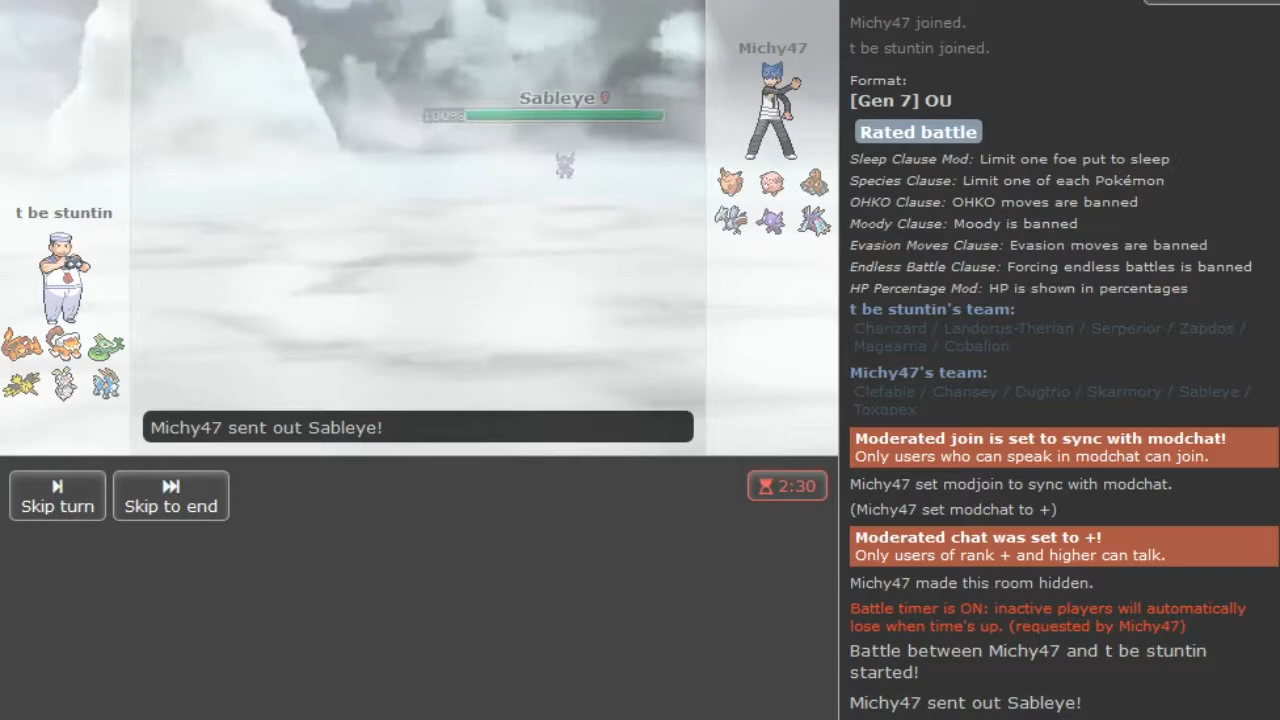 Michy47 joined.
t be stuntin joined.
Format:
[Gen 7] OU
Rated battle
Sleep Clause Mod: Limit one foe put to sleep
Species Clause: Limit one of each Pokémon
OHKO Clause: OHKO moves are banned
Moody Clause: Moody is banned
Evasion Moves Clause: Evasion moves are banned
Endless Battle Clause: Forcing endless battles is banned
HP Percentage Mod: HP is shown in percentages
t be stuntin's team:
Charizard / Landorus-Therian / Serperior / Zapdos /
Magearna / Cobalion
Michy47's team:
Clefable / Chansey / Dugtrio / Skarmory / Sableye /
Toxapex
Moderated join is set to sync with modchat!
Only users who can speak in modchat can join.
Michy47 set modjoin to sync with modchat.
(Michy47 set modchat to +)
Moderated chat was set to +!
Only users of rank + and higher can talk.
Michy47 made this room hidden.
Battle timer is ON: inactive players will automatically
lose when time's up. (requested by Michy47)
Battle between Michy47 and t be stuntin
started!
Michy47 sent out Sableye!
Michy47
Sableye
100%
t be stuntin
Michy47 sent out Sableye!
Skip turn
Skip to end
2:30